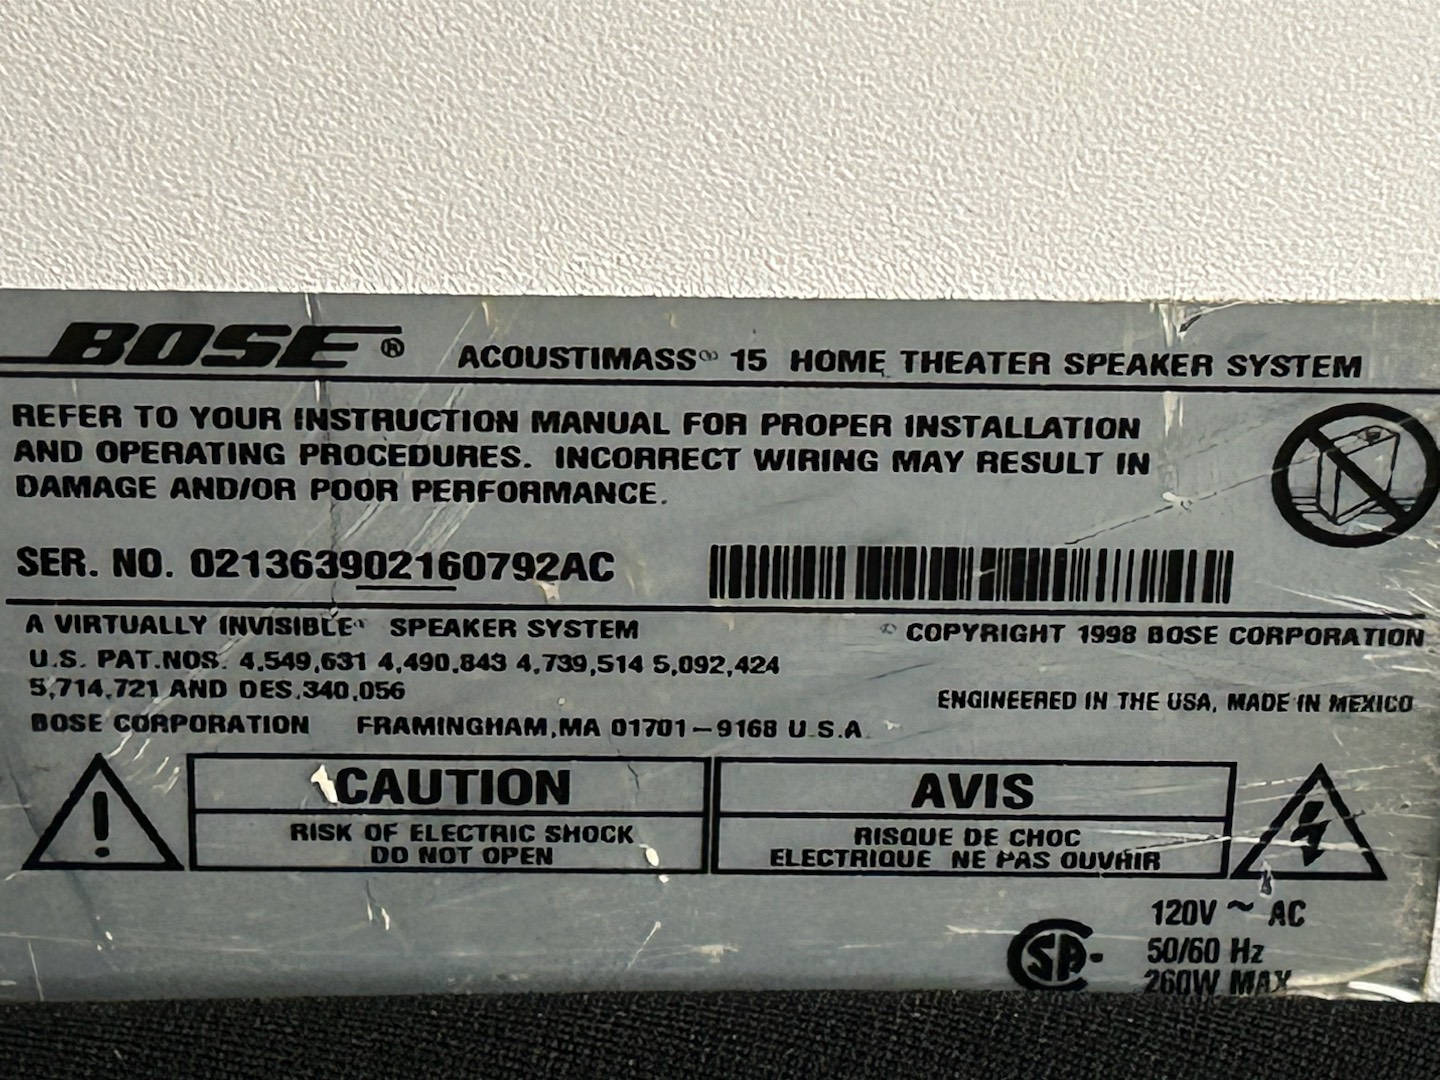 BOSE® ACOUSTIMASS® 15 HOME THEATER SPEAKER SYSTEM
REFER TO YOUR INSTRUCTION MANUAL FOR PROPER INSTALLATION
AND OPERATING PROCEDURES. INCORRECT WIRING MAY RESULT IN
DAMAGE AND/OR POOR PERFORMANCE.
SER. NO. 021363902160792AC
A VIRTUALLY INVISIBLE® SPEAKER SYSTEM
© COPYRIGHT 1998 BOSE CORPORATION
U.S. PAT.NOS. 4,549,631 4,490,843 4,739,514 5,092,424
5,714,721 AND DES.340,056
ENGINEERED IN THE USA, MADE IN MEXICO
BOSE CORPORATION FRAMINGHAM,MA 01701-9168 U.S.A.
CAUTION
RISK OF ELECTRIC SHOCK
DO NOT OPEN
AVIS
RISQUE DE CHOC
ELECTRIQUE NE PAS OUVRIR
120V ~ AC
SA
50/60 Hz
260W MAX